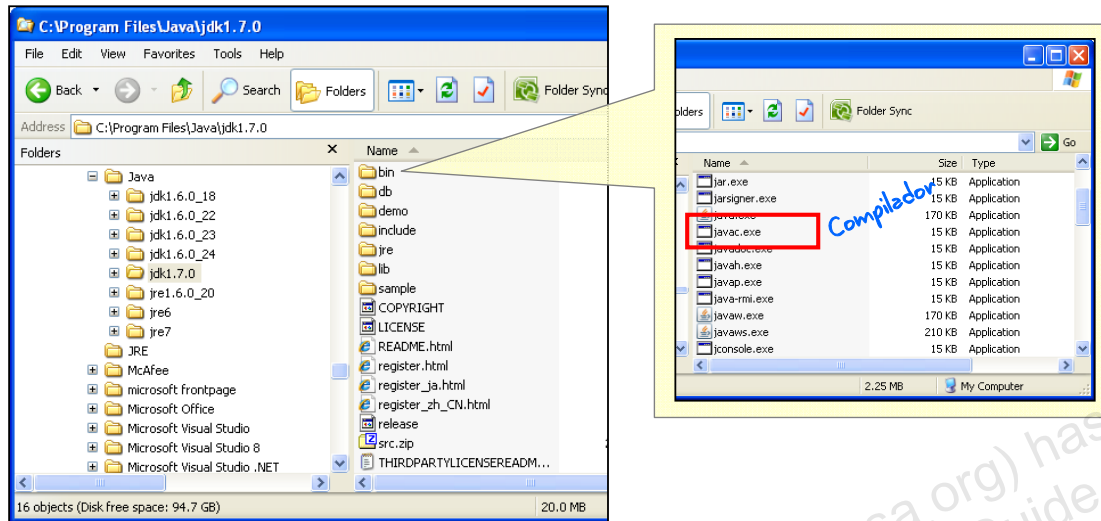 C:\Program Files\Java\jdk1.7.0
File Edit View Favorites Tools Help
Back Search Folders Folder Sync
Address C:\Program Files\Java\jdk1.7.0
Folders × Name
Java
jdk1.6.0_18
jdk1.6.0_22
jdk1.6.0_23
jdk1.6.0_24
jdk1.7.0
jre1.6.0_20
jre6
jre7
JRE
McAfee
microsoft frontpage
Microsoft Office
Microsoft Visual Studio
Microsoft Visual Studio 8
Microsoft Visual Studio .NET
bin
db
demo
include
jre
lib
sample
COPYRIGHT
LICENSE
README.html
register.html
register_ja.html
register_zh_CN.html
release
src.zip
THIRDPARTYLICENSEREADM...
16 objects (Disk free space: 94.7 GB) 20.0 MB
Folder Sync
Go
Name Size Type
jar.exe 15 KB Application
jarsigner.exe 15 KB Application
java.exe 170 KB Application
javac.exe 15 KB Application
javadoc.exe 15 KB Application
javah.exe 15 KB Application
javap.exe 15 KB Application
java-rmi.exe 15 KB Application
javaw.exe 170 KB Application
javaws.exe 210 KB Application
jconsole.exe 15 KB Application
Compilador
2.25 MB My Computer
org) has